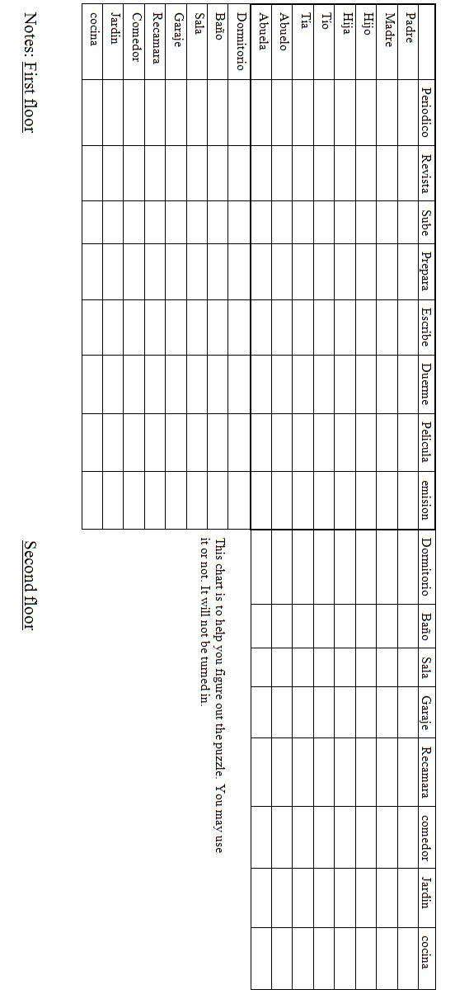 Periodico Revista Sube Prepara Escribe Duerme Pelicula emision Dormitorio Baño Sala Garaje Recamara comedor Jardin cocina
Padre
Madre
Hijo
Hija
Tío
Tía
Abuelo
Abuela
Dormitorio
Baño
Sala
Garaje
Recamara
Comedor
Jardin
cocina
This chart is to help you figure out the puzzle. You may use
it or not. It will not be turned in.
Notes: First floor Second floor